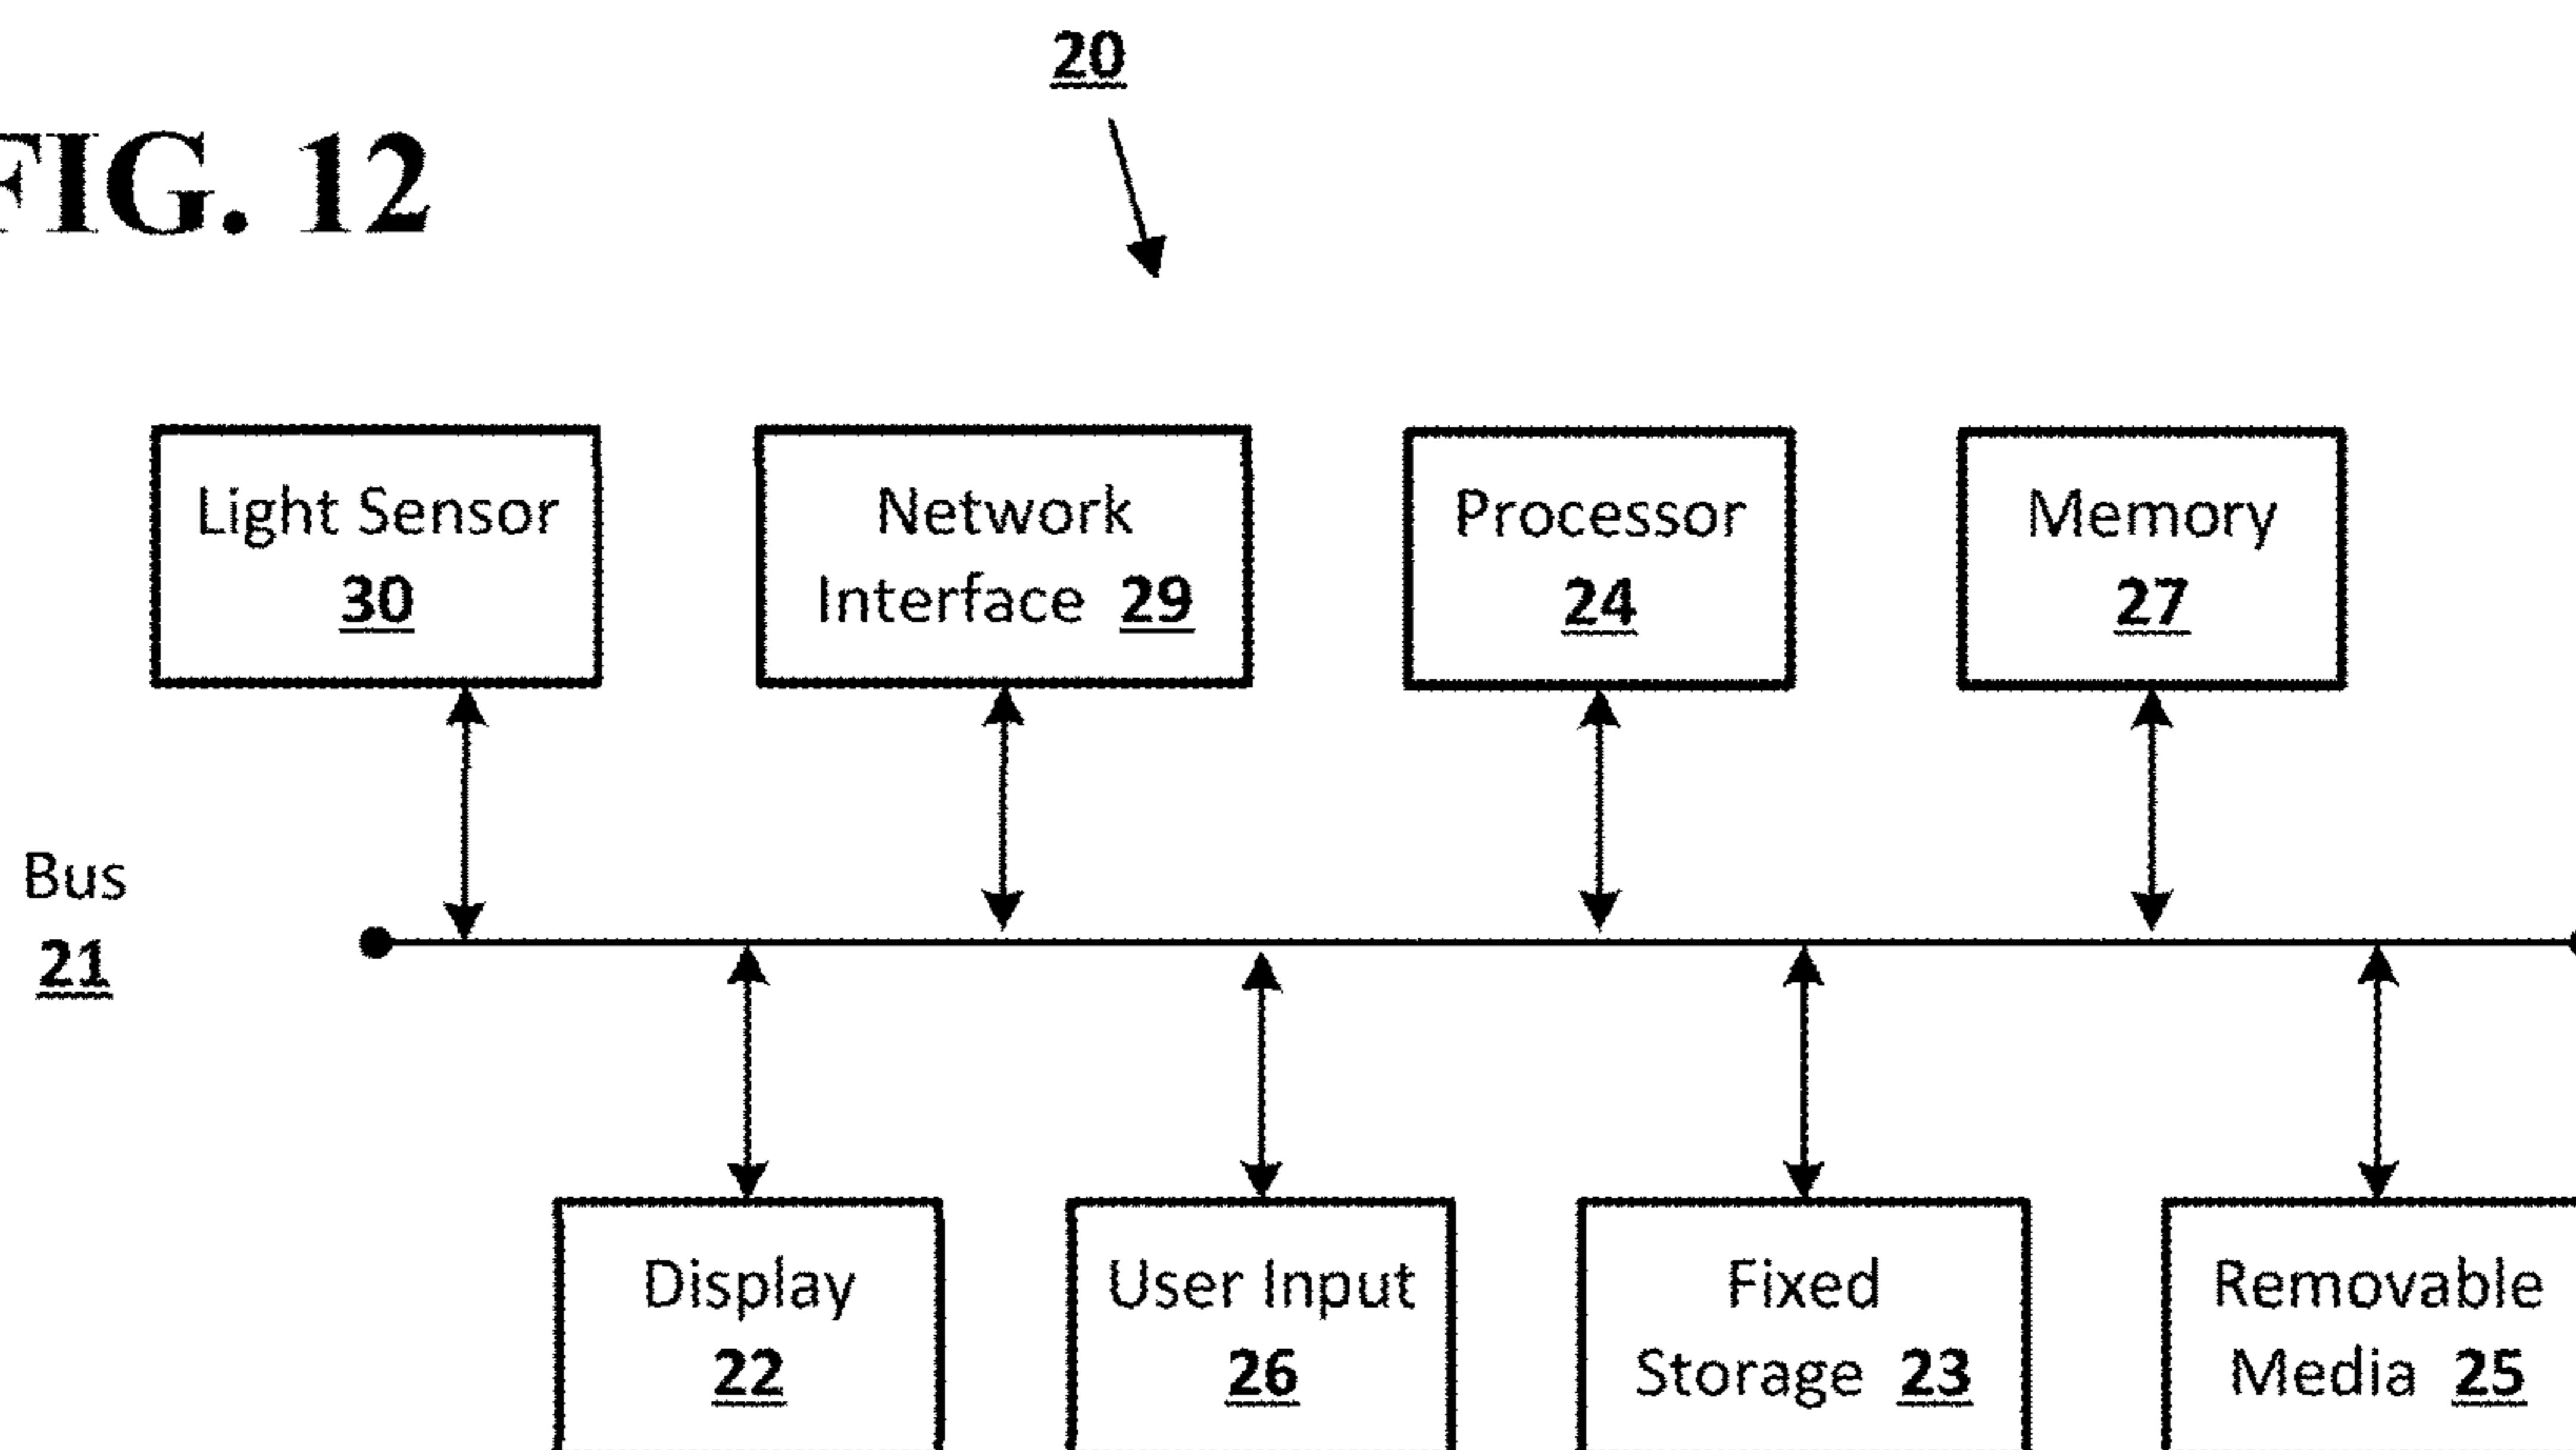 20
FIG. 12
Light Sensor
30
Network
Interface 29
Processor
24
Memory
27
Bus
21
Display
22
User Input
26
Fixed
Storage 23
Removable
Media 25